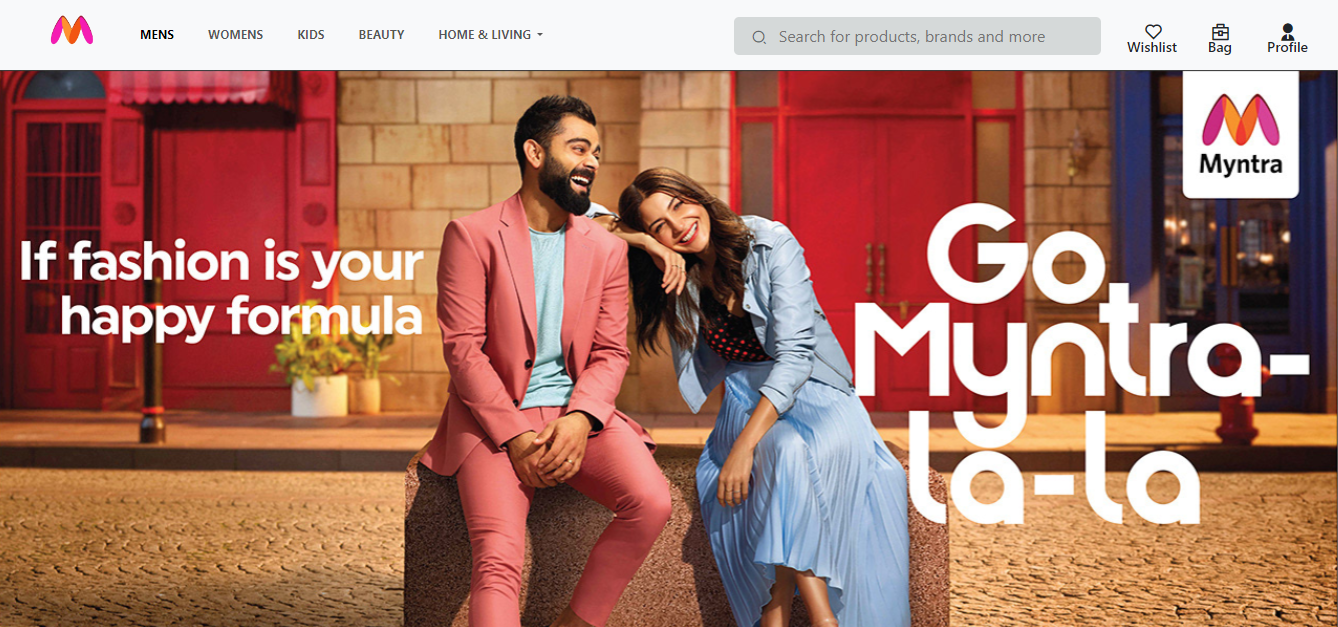 MENS WOMENS KIDS BEAUTY HOME & LIVING
Search for products, brands and more
Wishlist Bag Profile
Myntra
If fashion is your
happy formula
Go
Myntra-
la-la